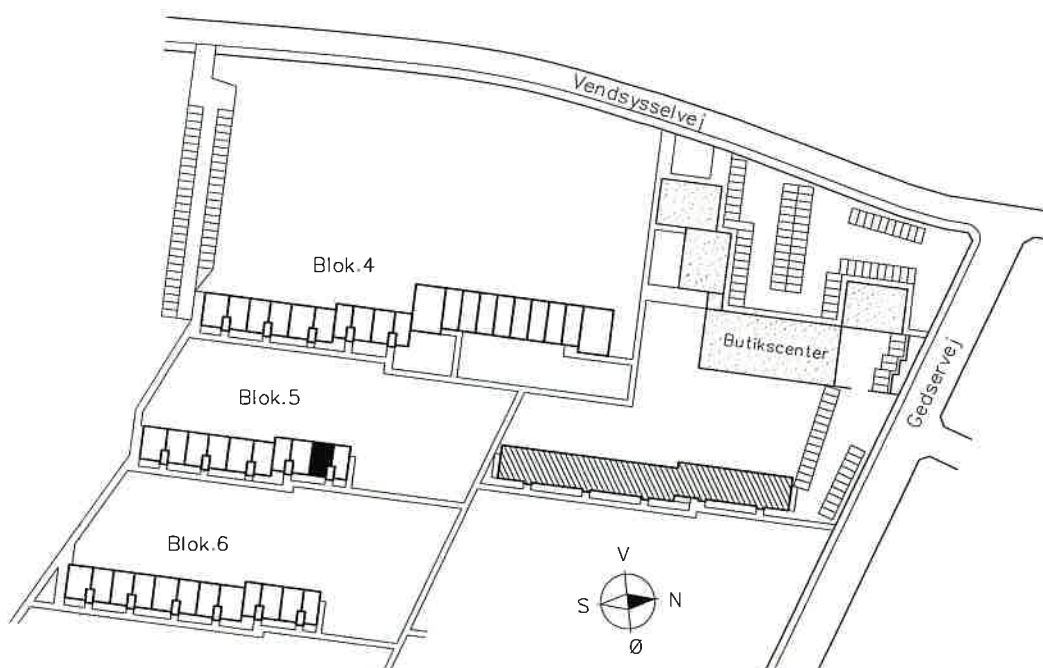 Vendsysselvej
Blok.4
Butikscenter
Blok.5
Gedservej
Blok.6
V
S
N
Ø